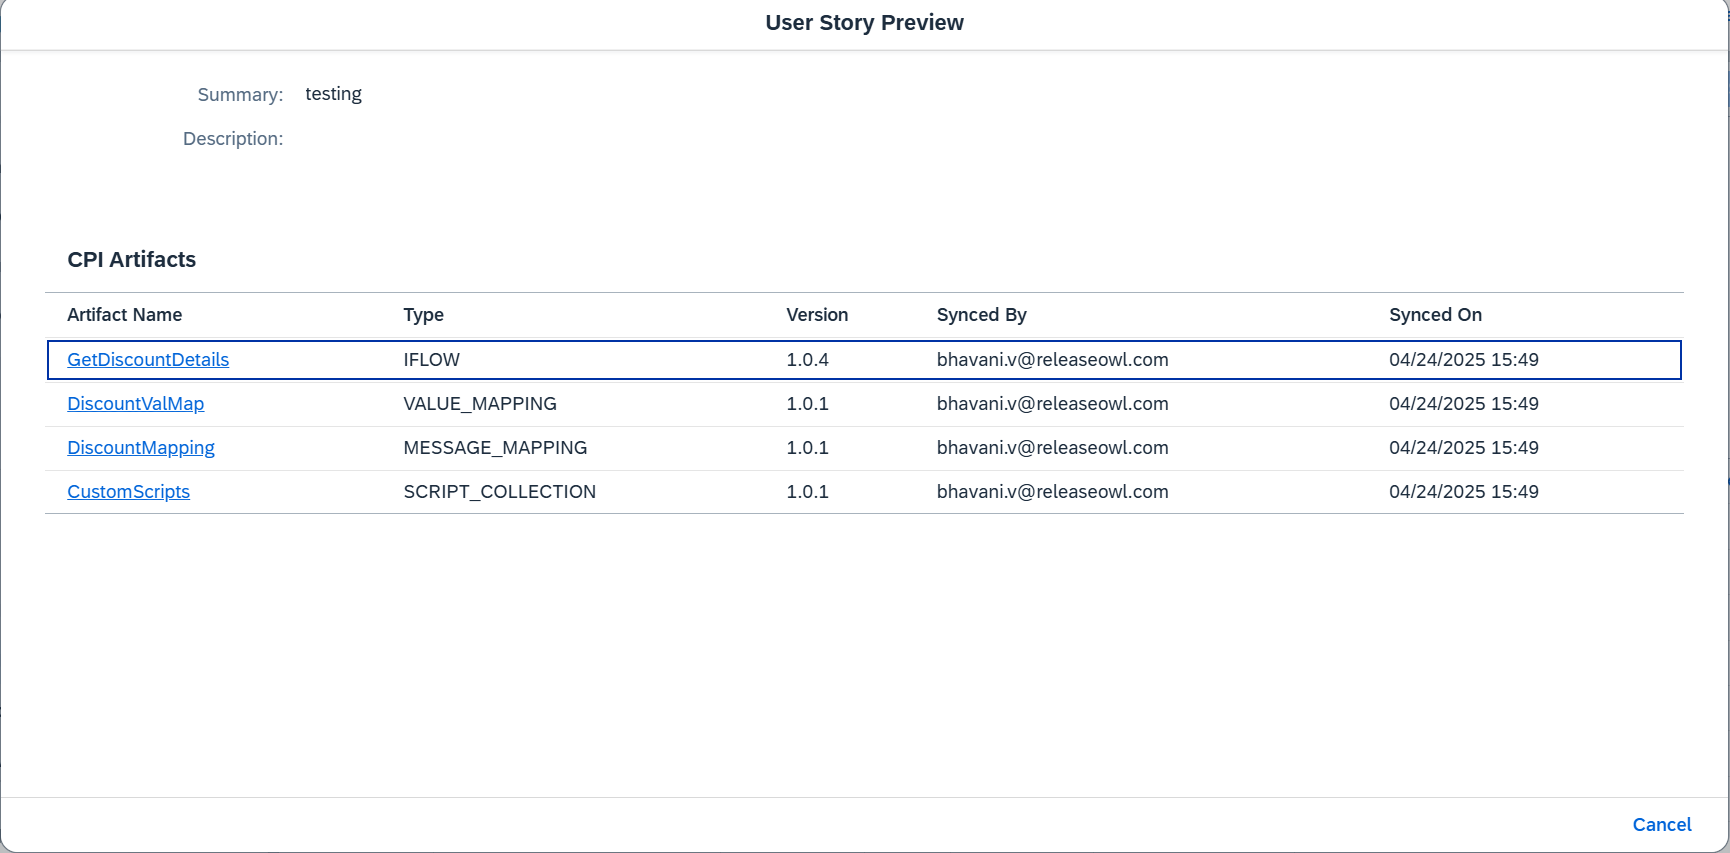 User Story Preview
Summary: testing
Description:
CPI Artifacts
Artifact Name Type Version Synced By Synced On
GetDiscountDetails IFLOW 1.0.4 bhavani.v@releaseowl.com 04/24/2025 15:49
DiscountValMap VALUE_MAPPING 1.0.1 bhavani.v@releaseowl.com 04/24/2025 15:49
DiscountMapping MESSAGE_MAPPING 1.0.1 bhavani.v@releaseowl.com 04/24/2025 15:49
CustomScripts SCRIPT_COLLECTION 1.0.1 bhavani.v@releaseowl.com 04/24/2025 15:49
Cancel